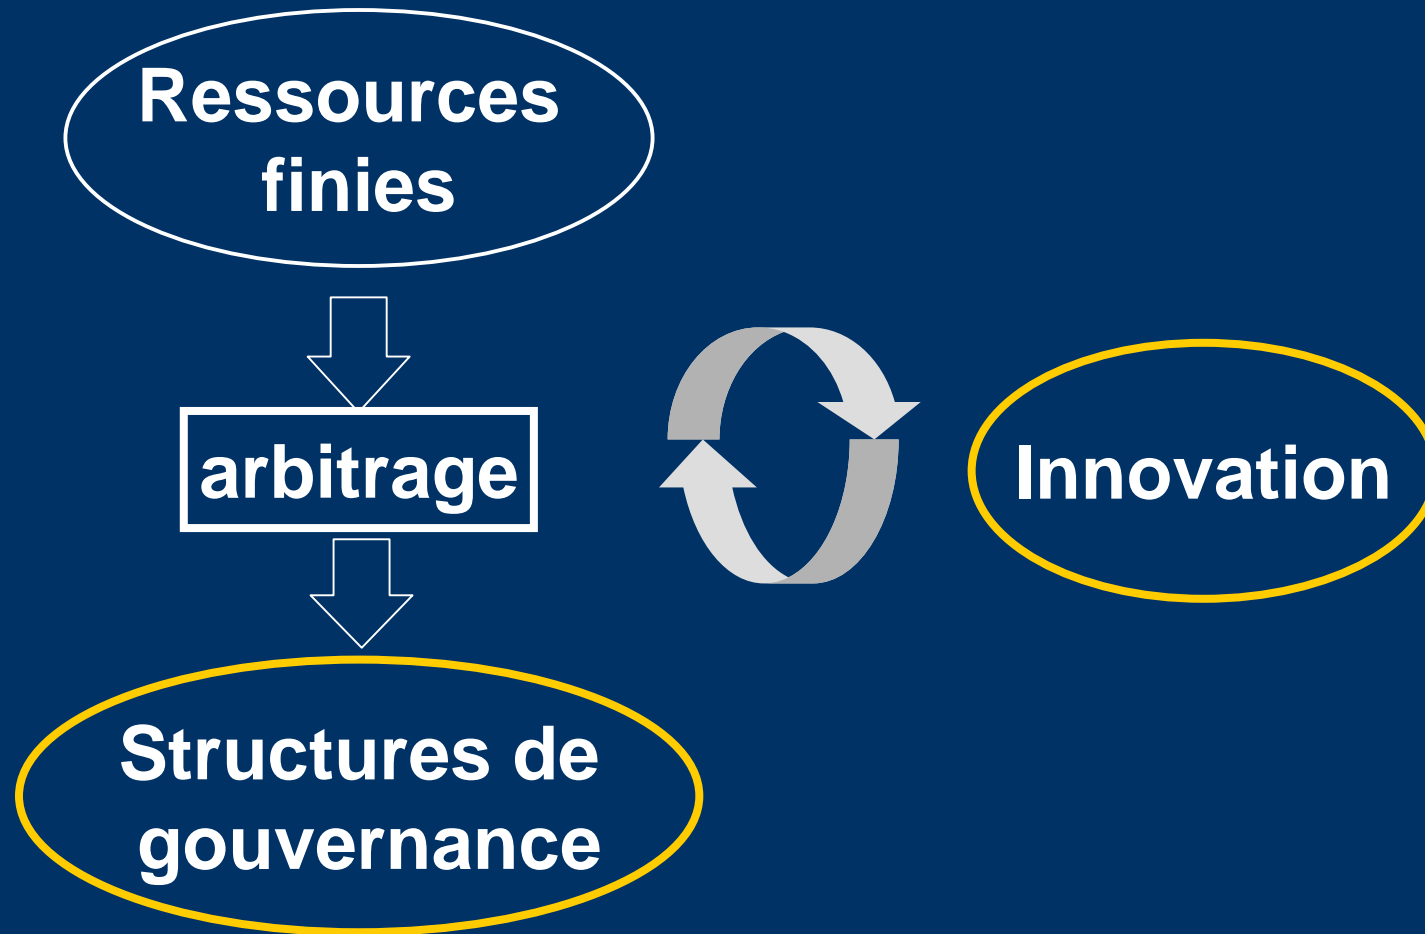 Ressources
finies
arbitrage
Innovation
Structures de
gouvernance